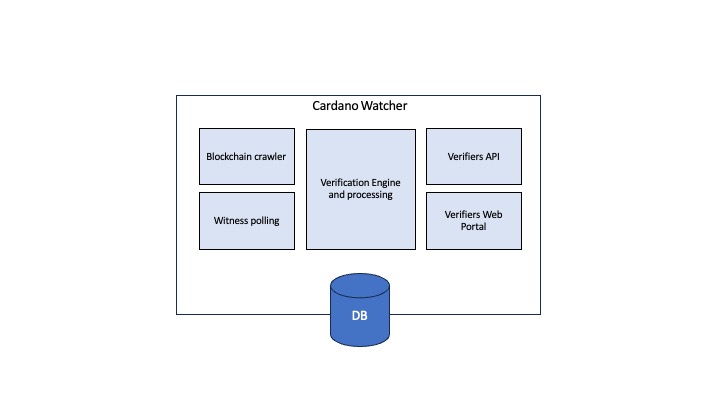 Cardano Watcher
Blockchain crawler
Witness polling
Verification Engine
and processing
Verifiers API
Verifiers Web
Portal
DB